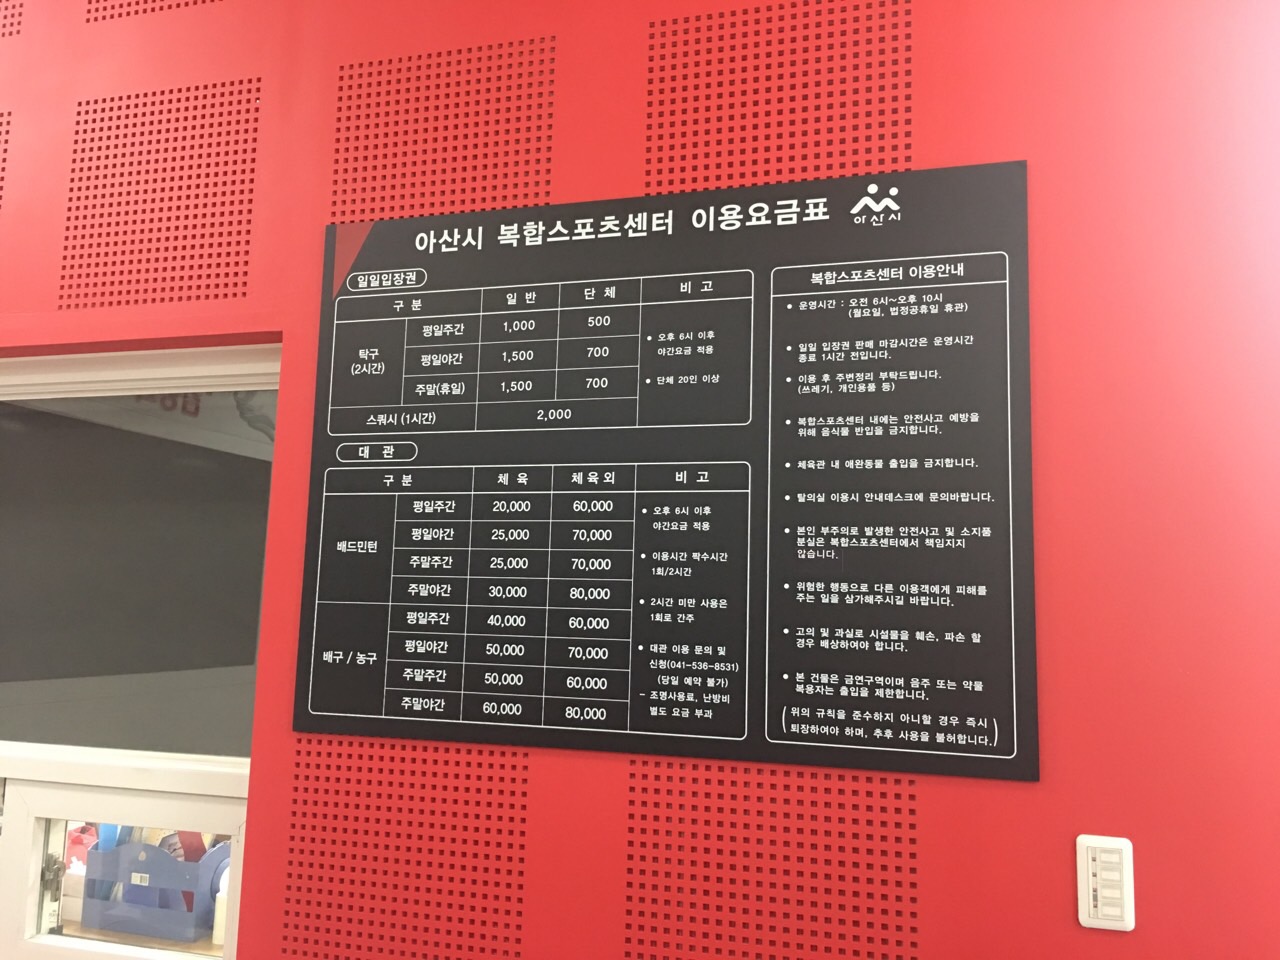 아산시 복합스포츠센터 이용요금표
아산시
일일입장권
구 분 일 반 단 체 비 고
탁구
(2시간)
평일주간 1,000 500
평일야간 1,500 700
주말(휴일) 1,500 700
스쿼시 (1시간) 2,000
• 오후 6시 이후
야간요금 적용
• 단체 20인 이상
대 관
구 분 체 육 체 육 외 비 고
배드민턴
평일주간 20,000 60,000
평일야간 25,000 70,000
주말주간 25,000 70,000
주말야간 30,000 80,000
배구 / 농구
평일주간 40,000 60,000
평일야간 50,000 70,000
주말주간 50,000 60,000
주말야간 60,000 80,000
• 오후 6시 이후
야간요금 적용
• 이용시간 짝수시간
1회/2시간
• 2시간 미만 사용은
1회로 간주
• 대관 이용 문의 및
신청(041-536-8531)
(당일 예약 불가)
- 조명사용료, 난방비
별도 요금 부과
복합스포츠센터 이용안내
• 운영시간 : 오전 6시~오후 10시
(월요일, 법정공휴일 휴관)
• 일일 입장권 판매 마감시간은 운영시간
종료 1시간 전입니다.
• 이용 후 주변정리 부탁드립니다.
(쓰레기, 개인용품 등)
• 복합스포츠센터 내에는 안전사고 예방을
위해 음식물 반입을 금지합니다.
• 체육관 내 애완동물 출입을 금지합니다.
• 탈의실 이용시 안내데스크에 문의바랍니다.
• 본인 부주의로 발생한 안전사고 및 소지품
분실은 복합스포츠센터에서 책임지지
않습니다.
• 위험한 행동으로 다른 이용객에게 피해를
주는 일을 삼가해주시길 바랍니다.
• 고의 및 과실로 시설물을 훼손, 파손 할
경우 배상하여야 합니다.
• 본 건물은 금연구역이며 음주 또는 약물
복용자는 출입을 제한합니다.
(위의 규칙을 준수하지 아니할 경우 즉시
퇴장하여야 하며, 추후 사용을 불허합니다.)